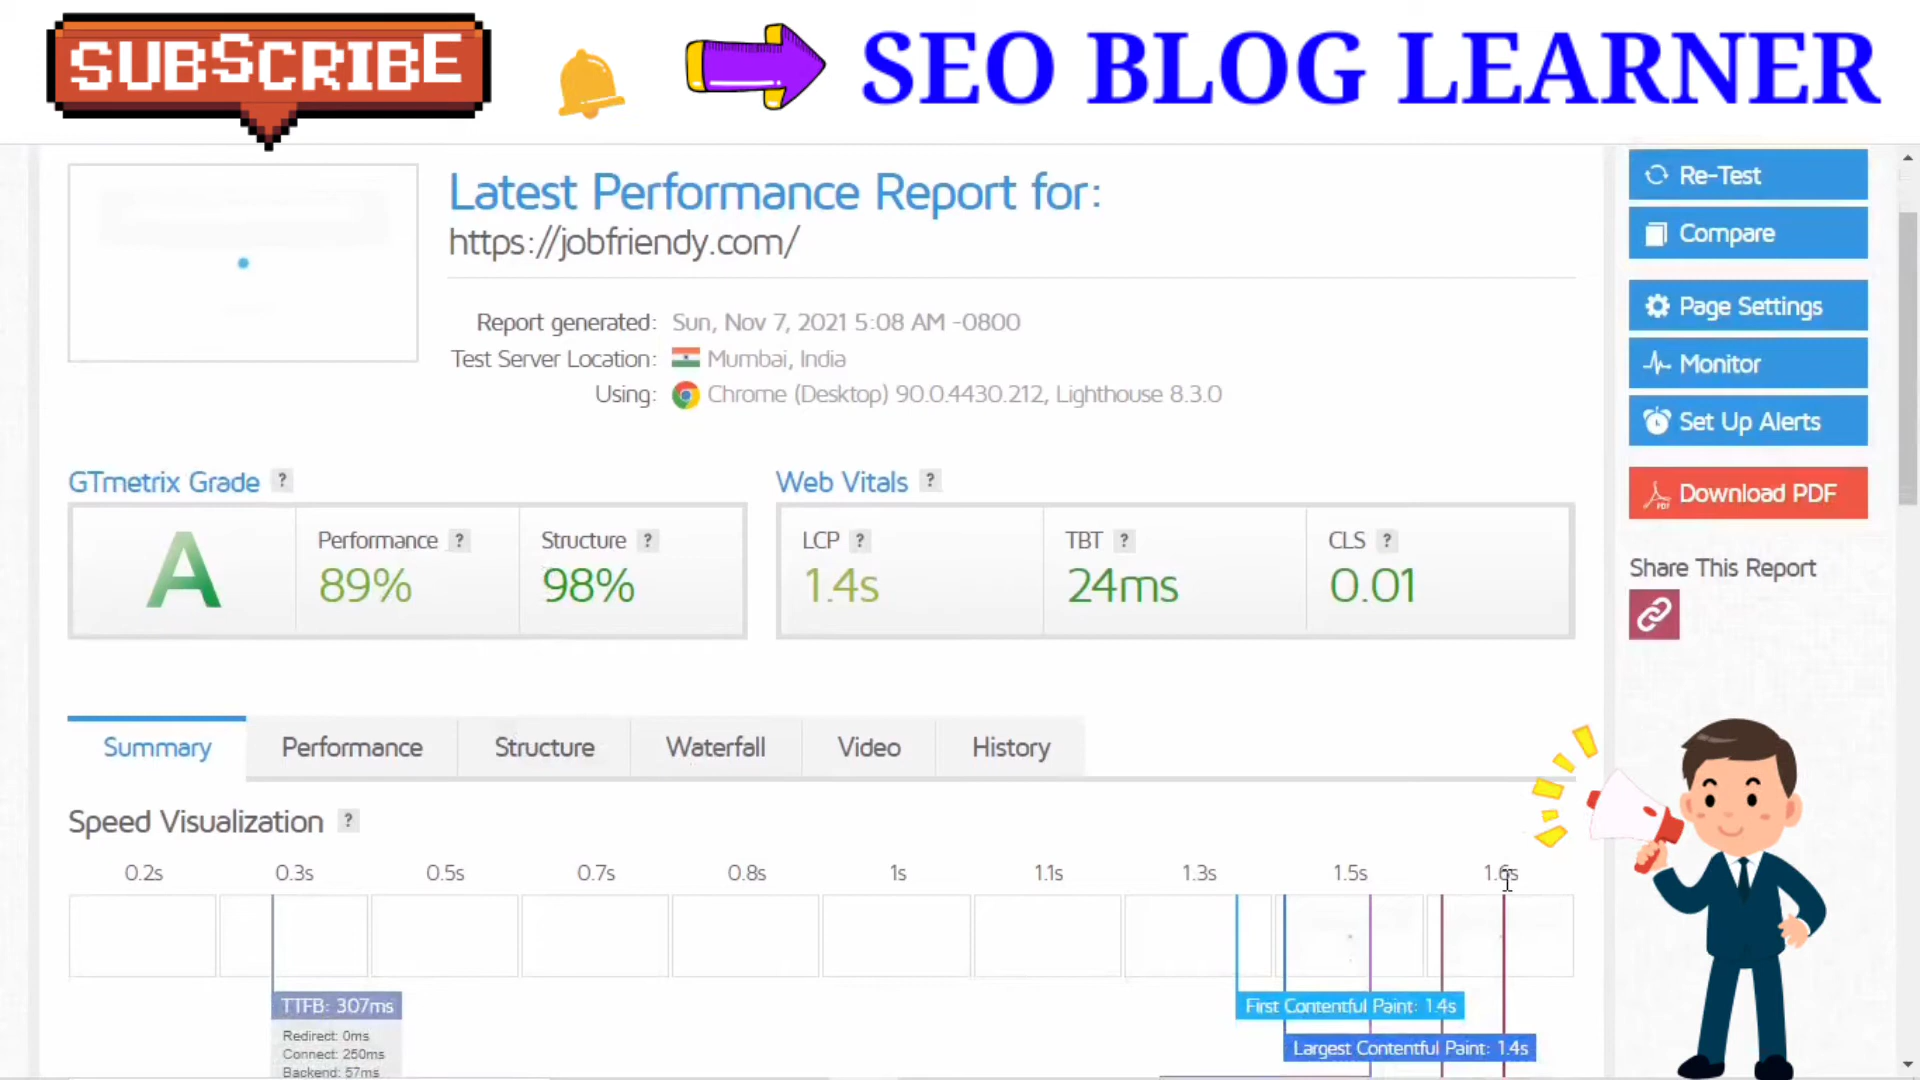 SUBSCRIBE
SEO BLOG LEARNER
Latest Performance Report for:
https://jobfriendy.com/
Report generated: Sun, Nov 7, 2021 5:08 AM -0800
Test Server Location: Mumbai, India
Using: Chrome (Desktop) 90.0.4430.212, Lighthouse 8.3.0
Re-Test
Compare
Page Settings
Monitor
Set Up Alerts
PDF Download PDF
Share This Report
GTmetrix Grade ?
Web Vitals ?
A
Performance ?
89%
Structure ?
98%
LCP ?
1.4s
TBT ?
24ms
CLS ?
0.01
Summary Performance Structure Waterfall Video History
Speed Visualization ?
0.2s 0.3s 0.5s 0.7s 0.8s 1s 1.1s 1.3s 1.5s 1.6s
TTFB: 307ms
Redirect: 0ms
Connect: 250ms
Backend: 57ms
First Contentful Paint: 1.4s
Largest Contentful Paint: 1.4s